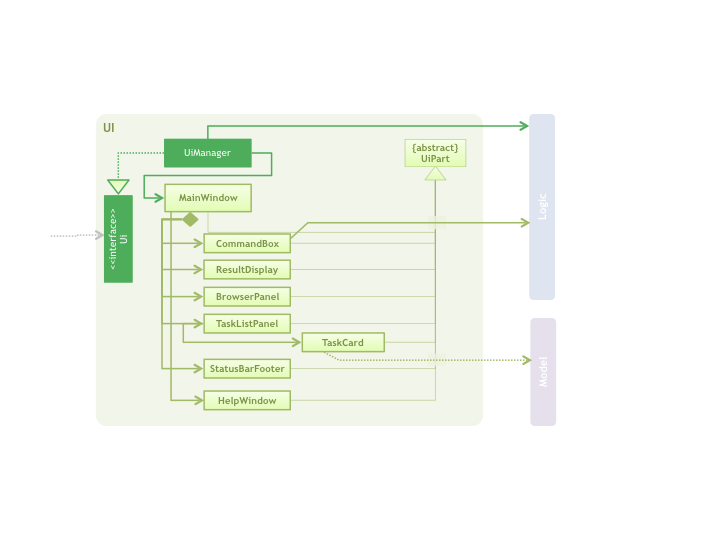 UI
UiManager
{abstract}
UiPart
MainWindow
<<interface>>
Ui
Logic
CommandBox
ResultDisplay
BrowserPanel
TaskListPanel
TaskCard
StatusBarFooter
Model
HelpWindow